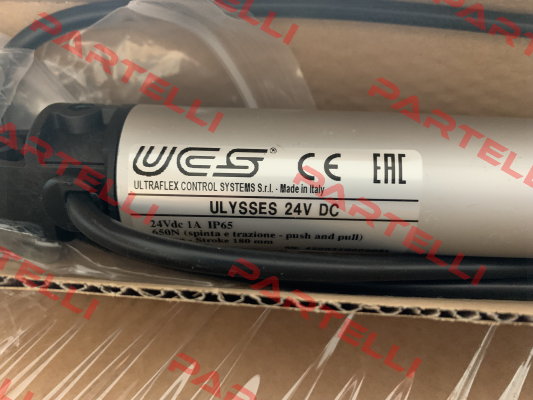 UCS
CE EAC
ULTRAFLEX CONTROL SYSTEMS S.r.l. - Made in Italy
ULYSSES 24V DC
24Vdc 1A IP65
650N (spinta e trazione - push and pull)
- Stroke 180 mm
PARTELLI
PARTELLI
PARTELLI
PARTELLI
PARTELLI
PARTELLI
PARTELLI